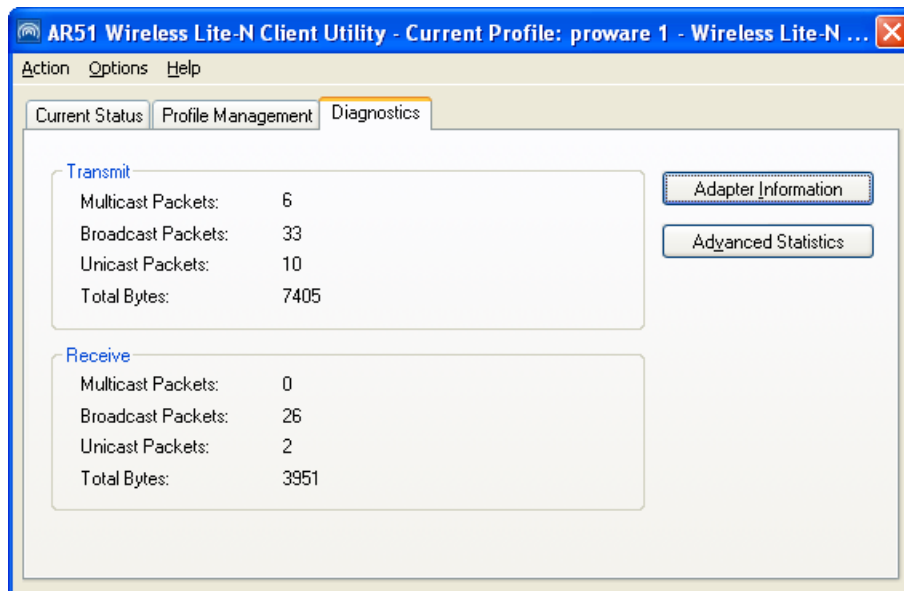 AR51 Wireless Lite-N Client Utility - Current Profile: proware 1 - Wireless Lite-N ...
Action Options Help
Current Status Profile Management Diagnostics
Transmit
Adapter Information
Multicast Packets: 6
Broadcast Packets: 33
Advanced Statistics
Unicast Packets: 10
Total Bytes: 7405
Receive
Multicast Packets: 0
Broadcast Packets: 26
Unicast Packets: 2
Total Bytes: 3951